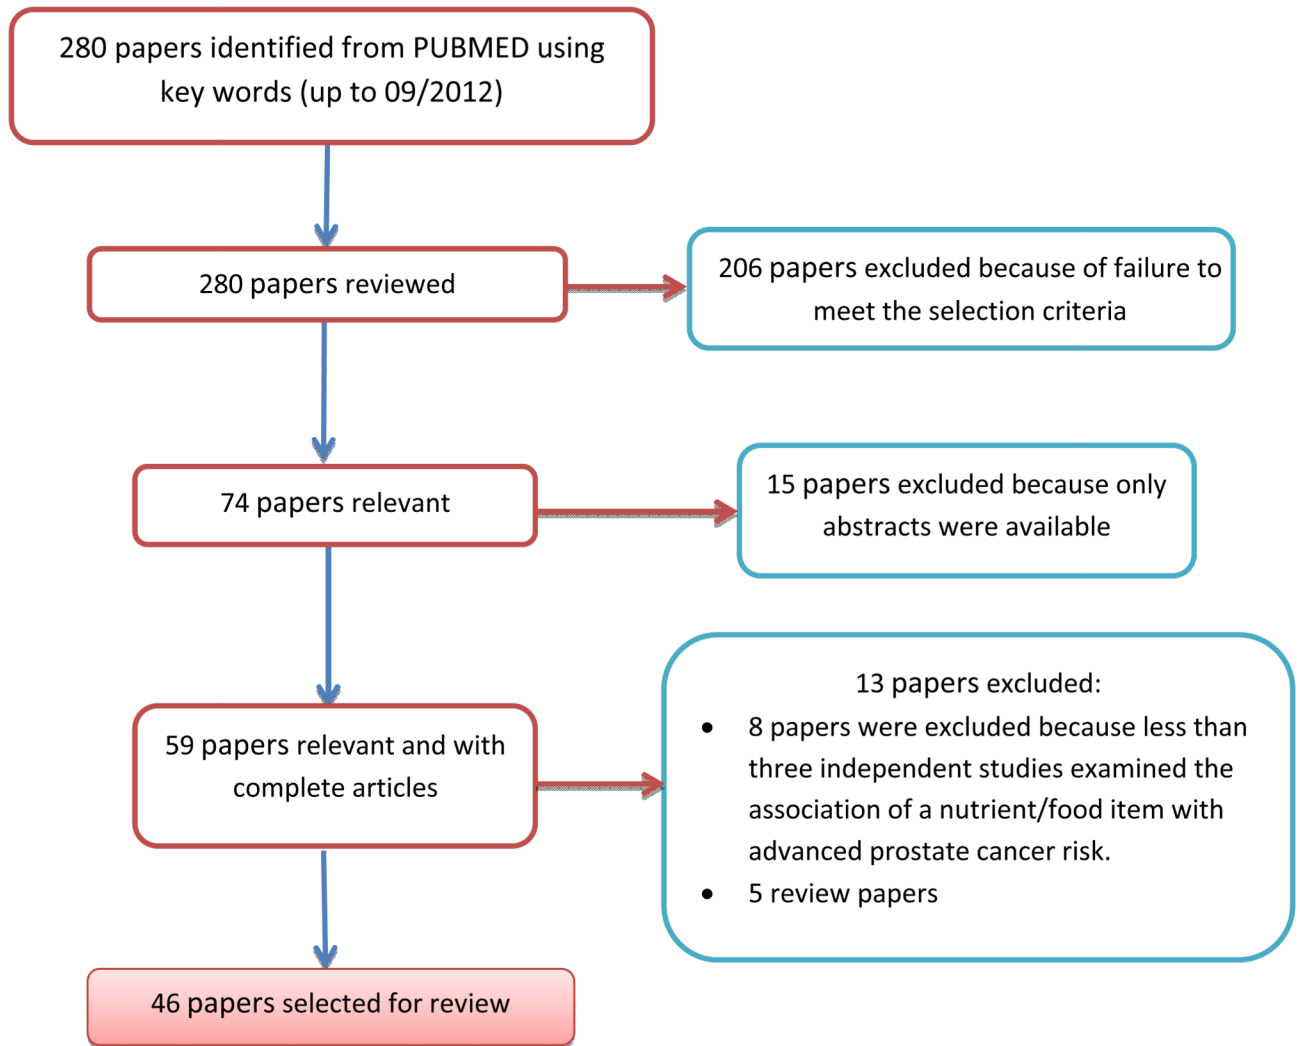 280 papers identified from PUBMED using
key words (up to 09/2012)
280 papers reviewed
206 papers excluded because of failure to
meet the selection criteria
74 papers relevant
15 papers excluded because only
abstracts were available
59 papers relevant and with
complete articles
13 papers excluded:
• 8 papers were excluded because less than
three independent studies examined the
association of a nutrient/food item with
advanced prostate cancer risk.
• 5 review papers
46 papers selected for review